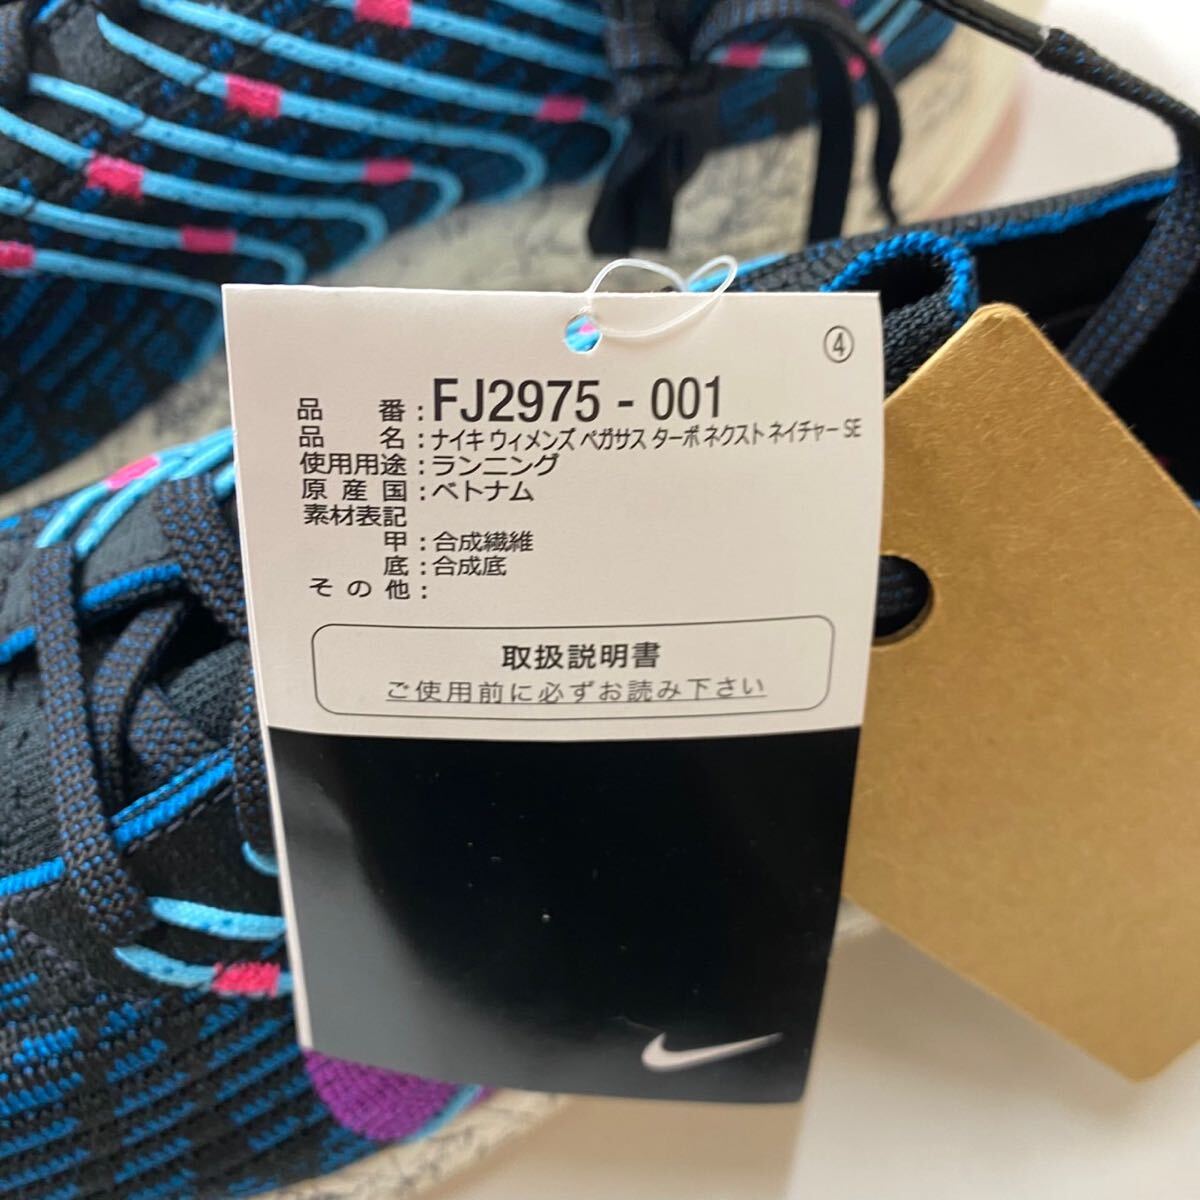 ④
品番:FJ2975 - 001
品名:ナイキ ウィメンズ ペガサス ターボ ネクスト ネイチャー SE
使用用途:ランニング
原産国:ベトナム
素材表記
甲:合成繊維
底:合成底
その他:
取扱説明書
ご使用前に必ずお読み下さい